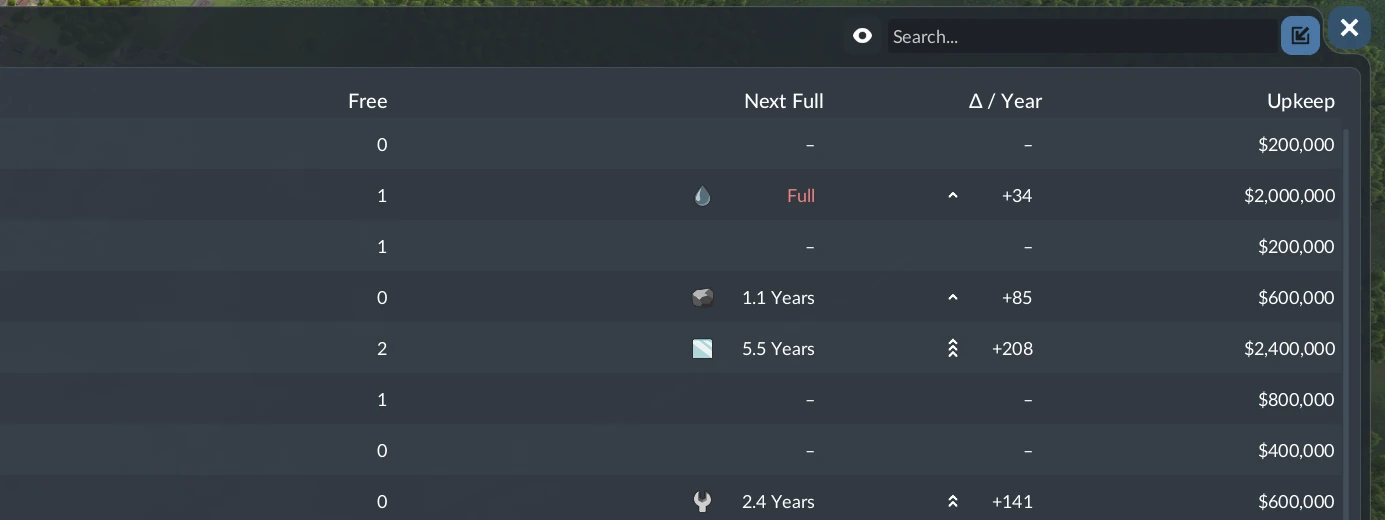 Search...
Free Next Full Δ / Year Upkeep
0 – – $200,000
1 Full +34 $2,000,000
1 – – $200,000
0 1.1 Years +85 $600,000
2 5.5 Years +208 $2,400,000
1 – – $800,000
0 – – $400,000
0 2.4 Years +141 $600,000